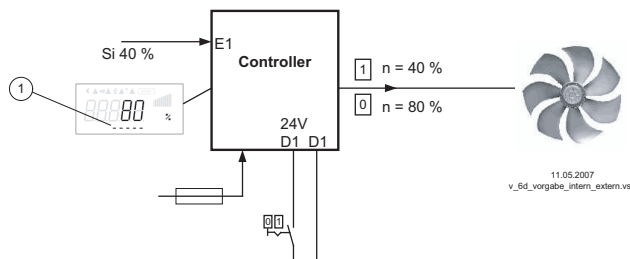 Si 40 %
E1
Controller
1 n = 40 %
0 n = 80 %
1
80
%
24V
D1 D1
0 1
11.05.2007
v_6d_vorgabe_intern_extern.vs